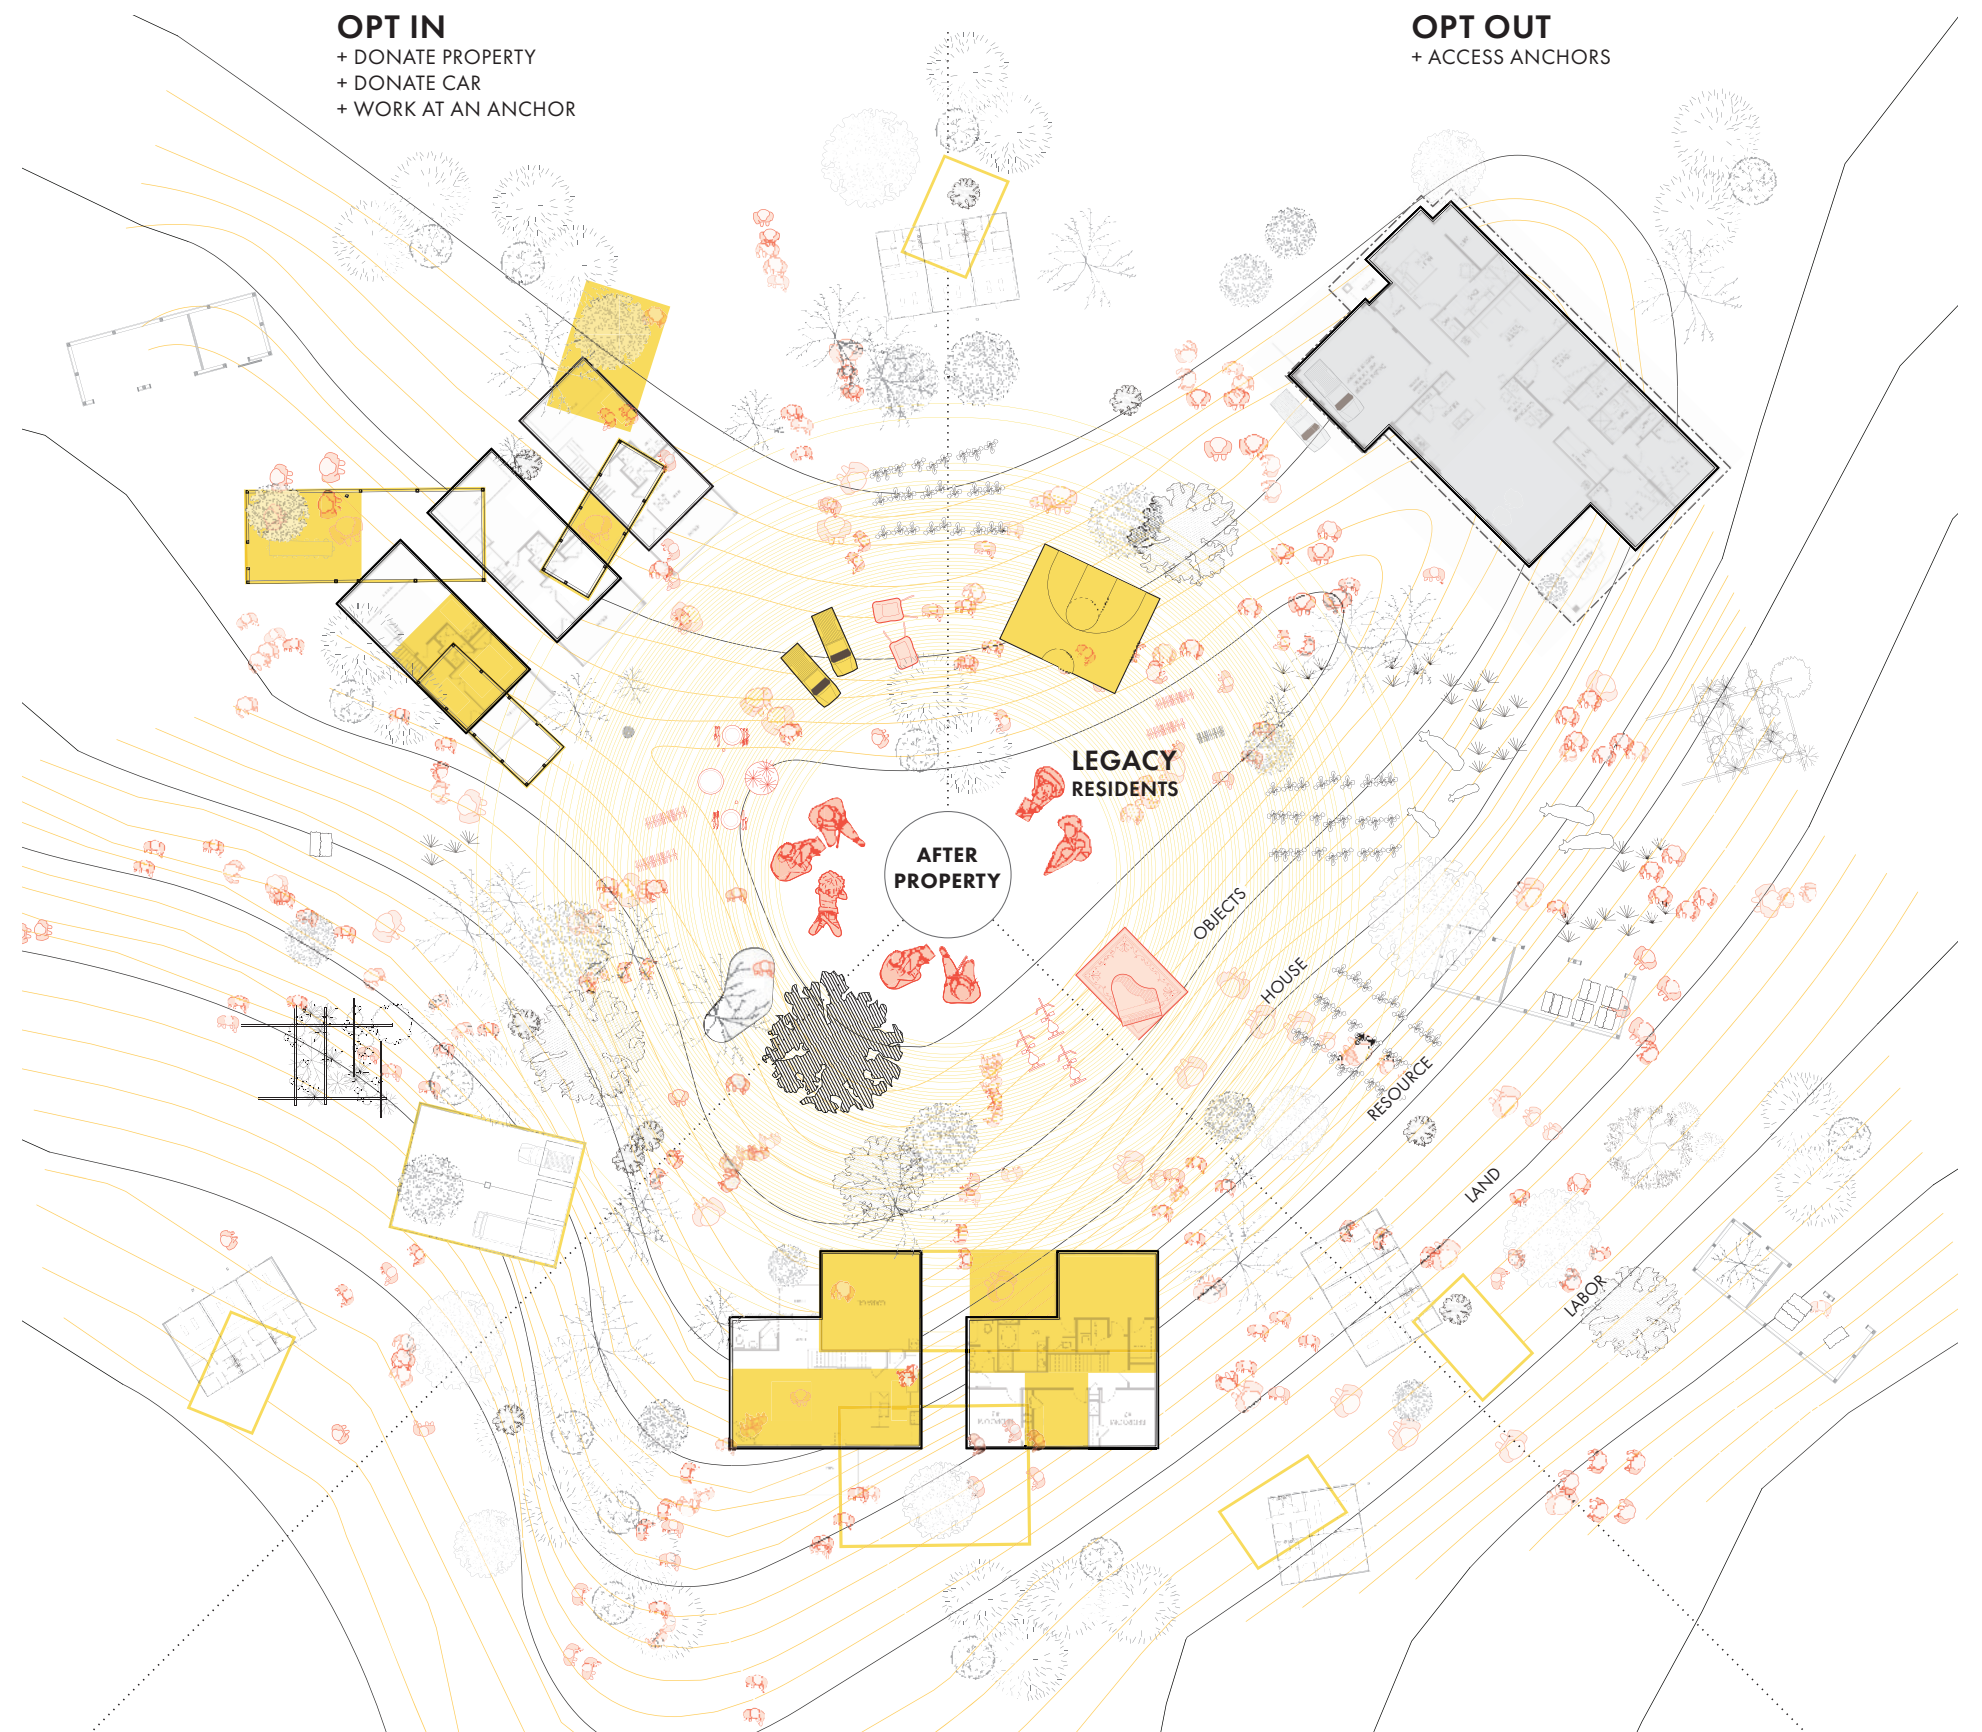 OPT IN
+ DONATE PROPERTY
+ DONATE CAR
+ WORK AT AN ANCHOR
OPT OUT
+ ACCESS ANCHORS
LEGACY
RESIDENTS
AFTER
PROPERTY
OBJECTS
HOUSE
RESOURCE
LAND
LABOR